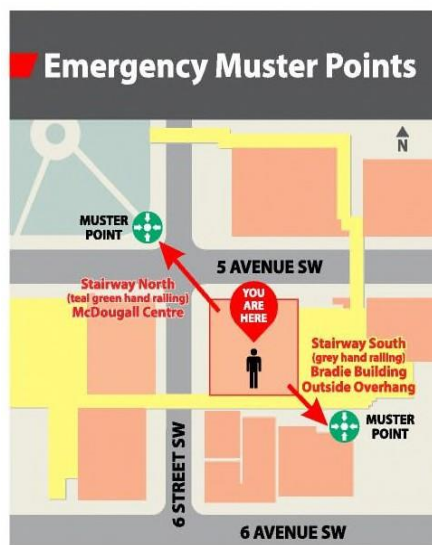 Emergency Muster Points
N
MUSTER
POINT
5 AVENUE SW
Stairway North
(teal green hand railing)
McDougall Centre
YOU
ARE
HERE
Stairway South
(grey hand railing)
Bradie Building
Outside Overhang
MUSTER
POINT
6 STREET SW
6 AVENUE SW